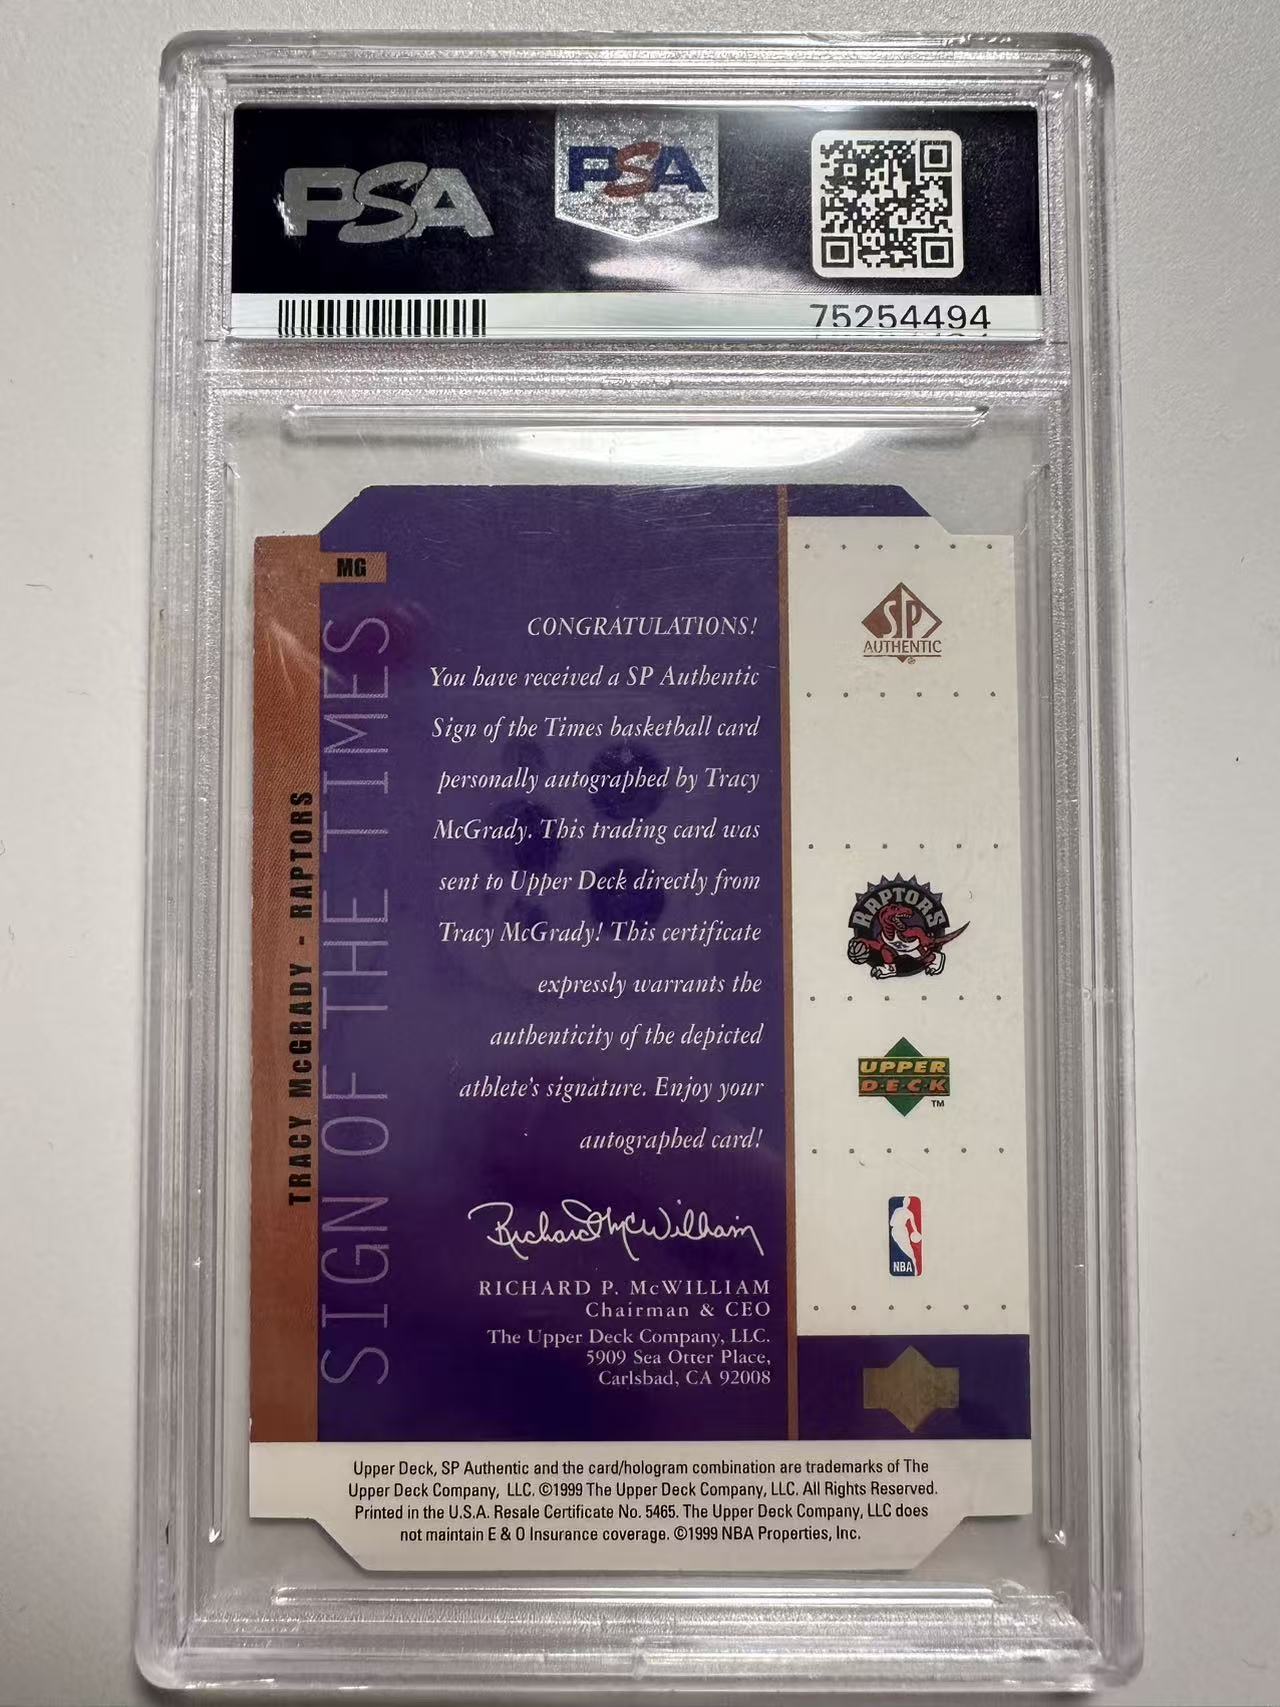 PSA
PSA
75254494
MG
TRACY McGRADY - RAPTORS
SIGN OF THE TIMES
CONGRATULATIONS!
You have received a SP Authentic
Sign of the Times basketball card
personally autographed by Tracy
McGrady. This trading card was
sent to Upper Deck directly from
Tracy McGrady! This certificate
expressly warrants the
authenticity of the depicted
athlete's signature. Enjoy your
autographed card!
Richard McWilliam
RICHARD P. McWILLIAM
Chairman & CEO
The Upper Deck Company, LLC.
5909 Sea Otter Place,
Carlsbad, CA 92008
SP
AUTHENTIC
RAPTORS
UPPER
D·E·C·K
TM
NBA
Upper Deck, SP Authentic and the card/hologram combination are trademarks of The
Upper Deck Company, LLC. ©1999 The Upper Deck Company, LLC. All Rights Reserved.
Printed in the U.S.A. Resale Certificate No. 5465. The Upper Deck Company, LLC does
not maintain E & O Insurance coverage. ©1999 NBA Properties, Inc.